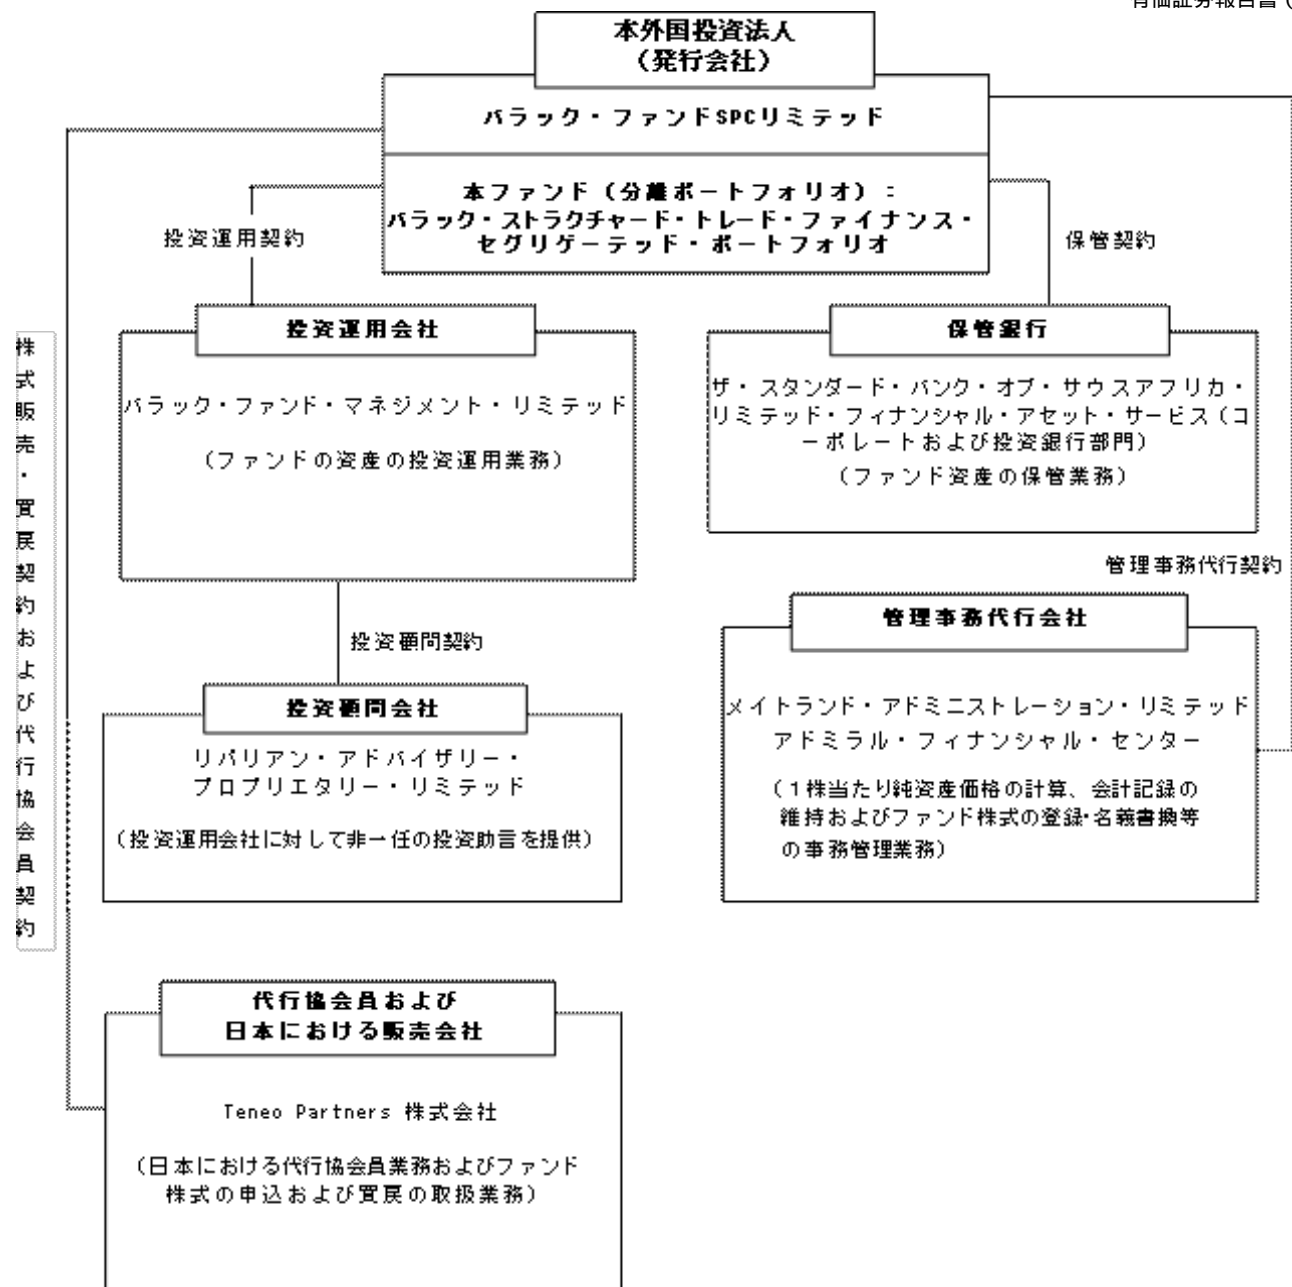 有価証券報告書（
本外国投資法人
（発行会社）
バラック・ファンドSPCリミテッド
本ファンド（分離ポートフォリオ）：
バラック・ストラクチャード・トレード・ファイナンス・
セグリゲーテッド・ポートフォリオ
投資運用契約
保管契約
投資運用会社
バラック・ファンド・マネジメント・リミテッド
（ファンドの資産の投資運用業務）
保管銀行
ザ・スタンダード・バンク・オブ・サウスアフリカ・
リミテッド・フィナンシャル・アセット・サービス（コ
ーポレートおよび投資銀行部門）
（ファンド資産の保管業務）
株式販売・買戻契約および代行協会員契約
管理事務代行契約
投資顧問契約
管理事務代行会社
メイトランド・アドミニストレーション・リミテッド
アドミラル・フィナンシャル・センター
（１株当たり純資産価格の計算、会計記録の
維持およびファンド株式の登録・名義書換等
の事務管理業務）
投資顧問会社
リパリアン・アドバイザリー・
プロプリエタリー・リミテッド
（投資運用会社に対して非一任の投資助言を提供）
代行協会員および
日本における販売会社
Teneo Partners 株式会社
（日本における代行協会員業務およびファンド
株式の申込および買戻の取扱業務）